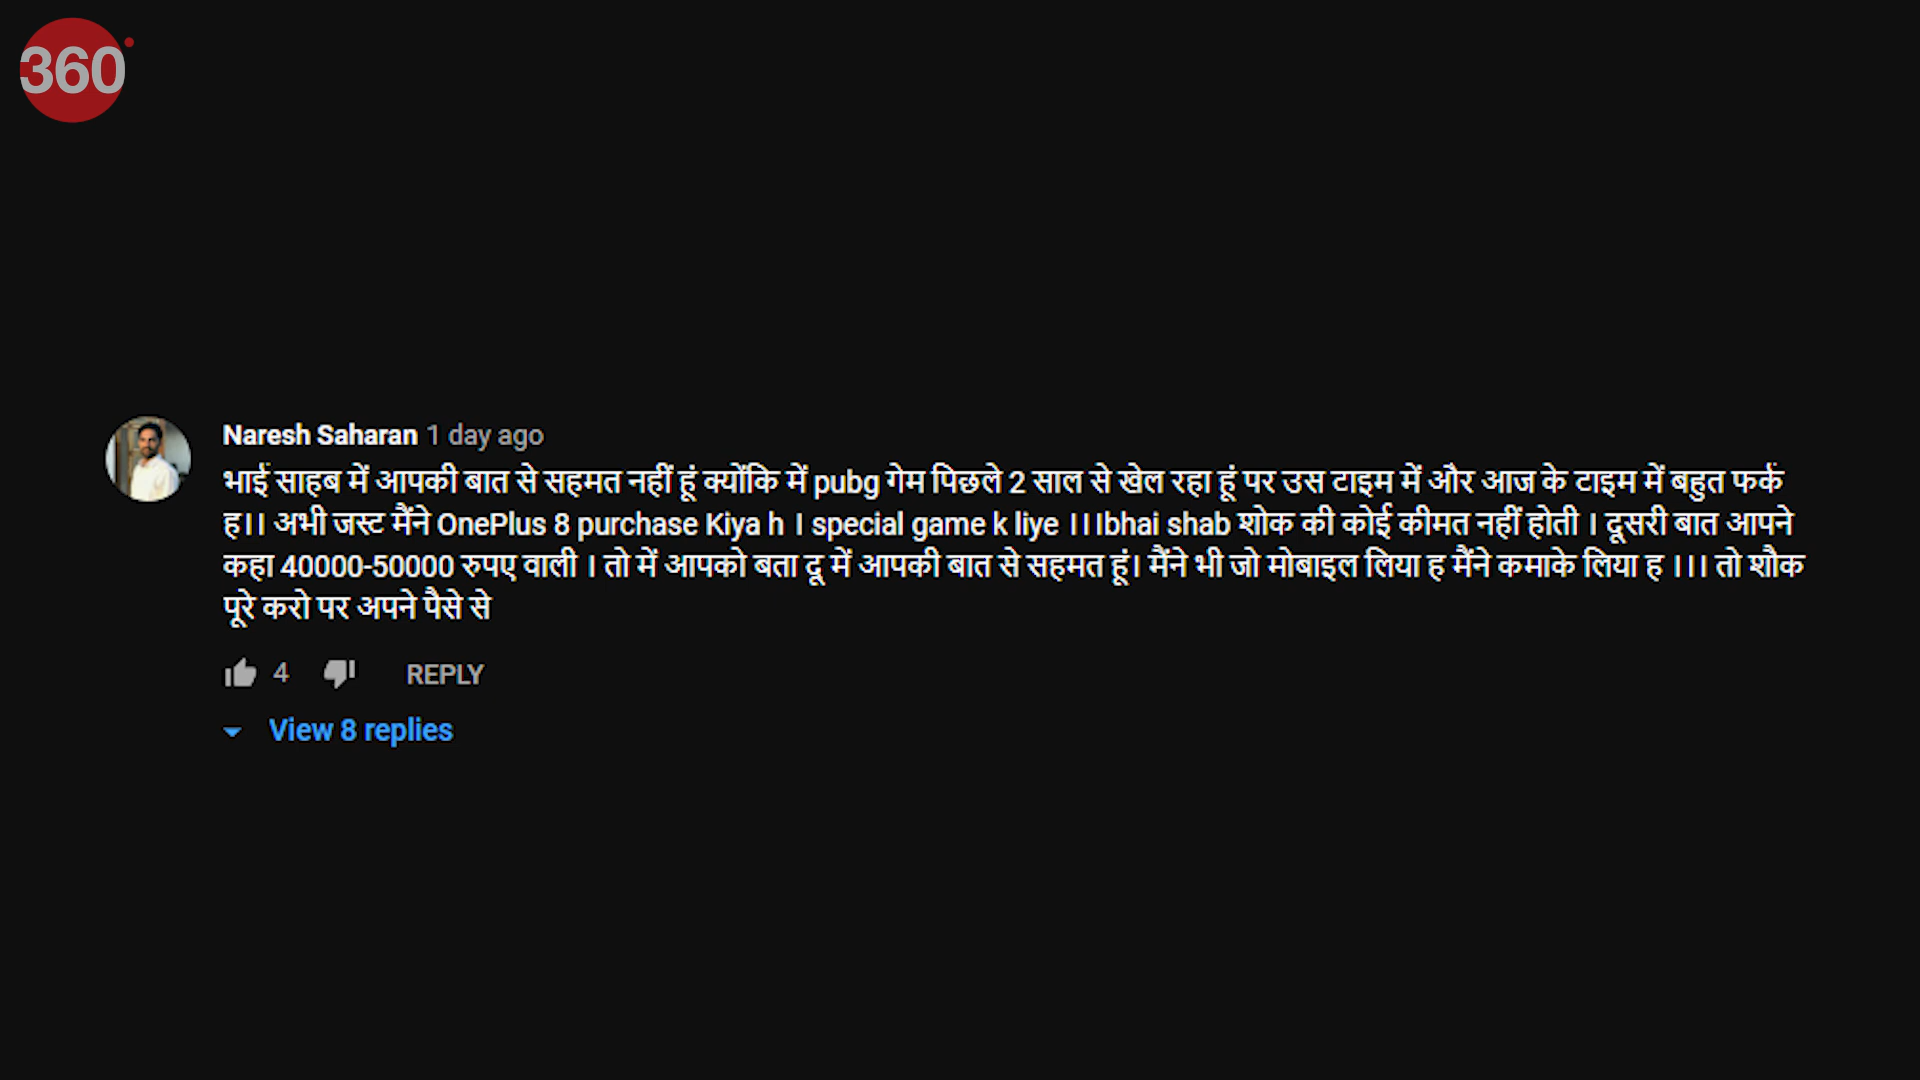 360
Naresh Saharan 1 day ago
भाई साहब में आपकी बात से सहमत नहीं हूं क्योंकि में pubg गेम पिछले 2 साल से खेल रहा हूं पर उस टाइम में और आज के टाइम में बहुत फर्क
ह।। अभी जस्ट मैंने OnePlus 8 purchase Kiya h । special game k liye ।।।bhai shab शोक की कोई कीमत नहीं होती । दूसरी बात आपने
कहा 40000-50000 रुपए वाली । तो में आपको बता दू में आपकी बात से सहमत हूं। मैंने भी जो मोबाइल लिया ह मैंने कमाके लिया ह ।।। तो शौक
पूरे करो पर अपने पैसे से
4 REPLY
View 8 replies